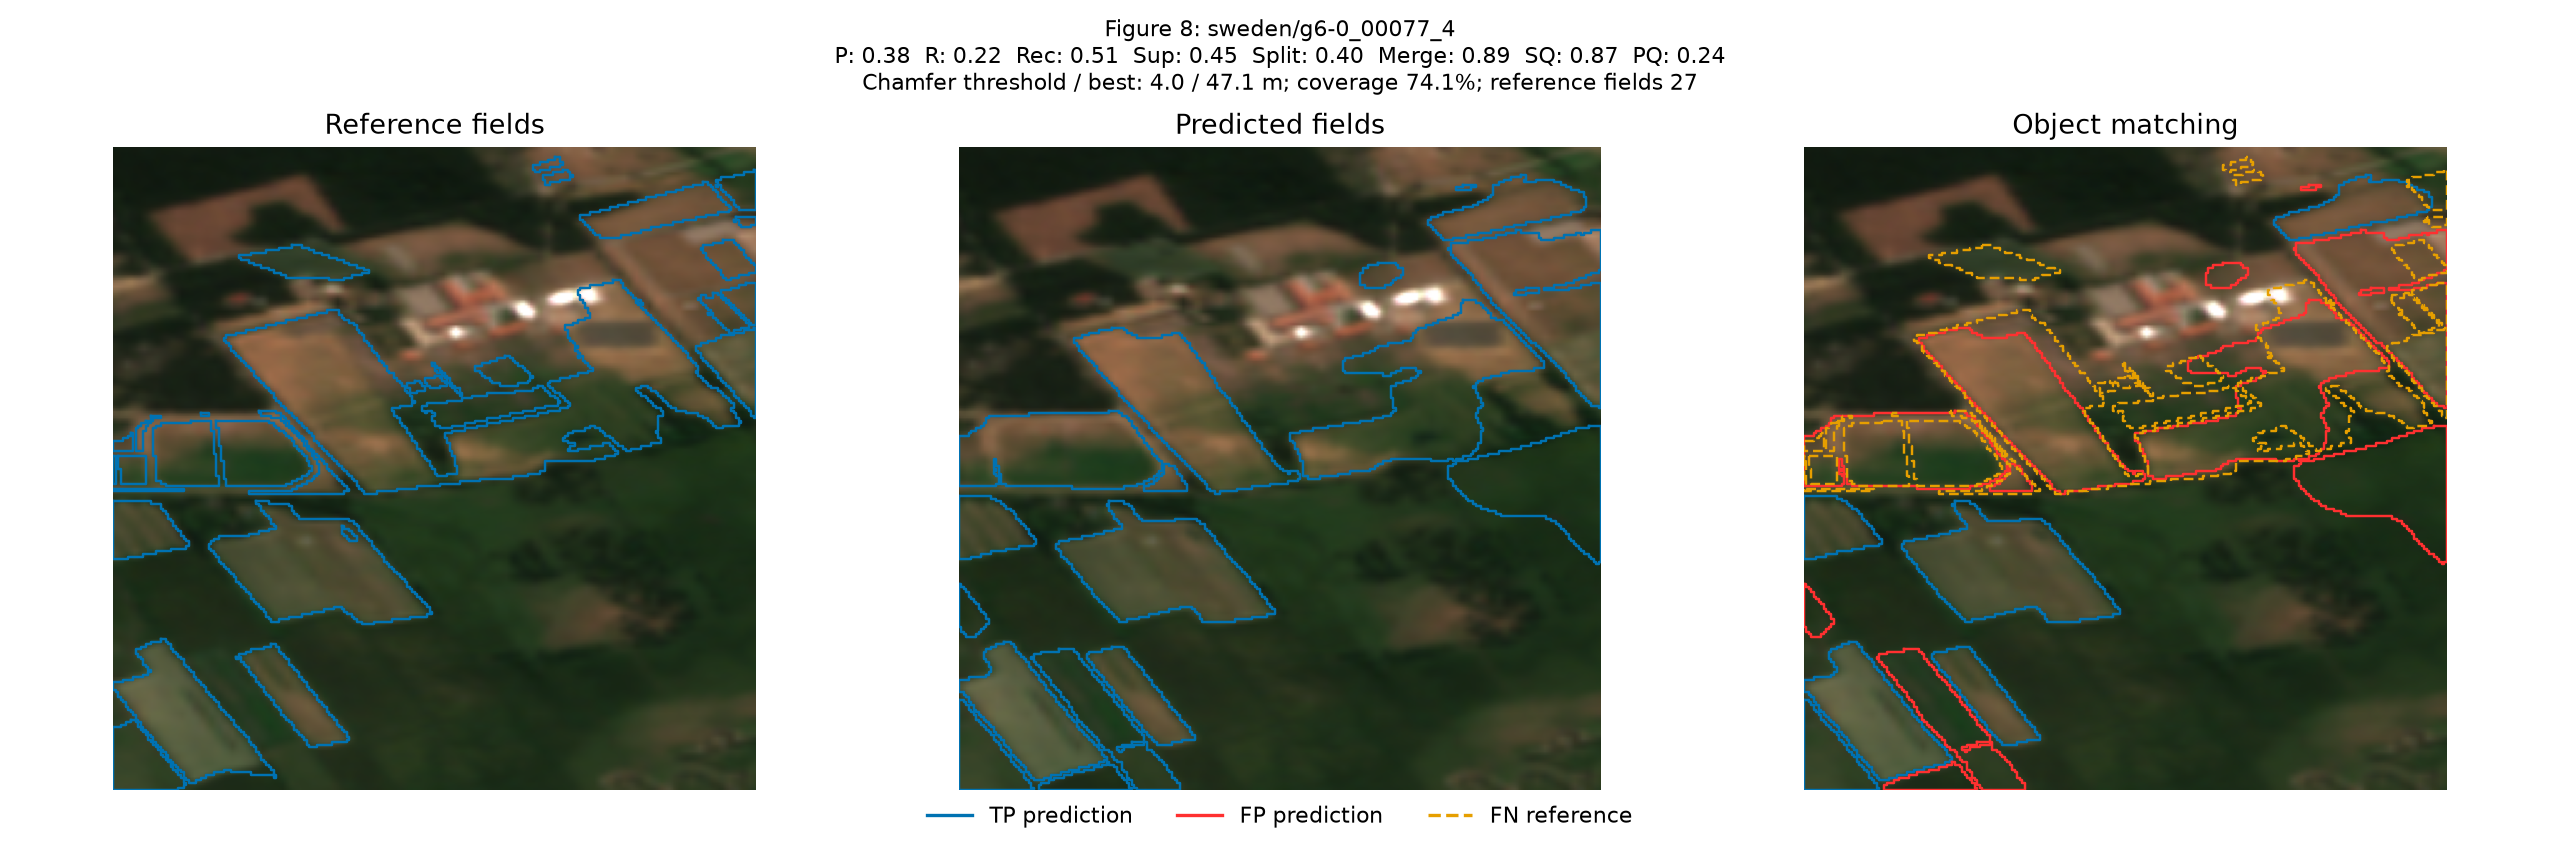 Figure 8: sweden/g6-0_00077_4
P: 0.38  R: 0.22  Rec: 0.51  Sup: 0.45  Split: 0.40  Merge: 0.89  SQ: 0.87  PQ: 0.24
Chamfer threshold / best: 4.0 / 47.1 m; coverage 74.1%; reference fields 27
Reference fields
Predicted fields
Object matching
TP prediction
FP prediction
FN reference